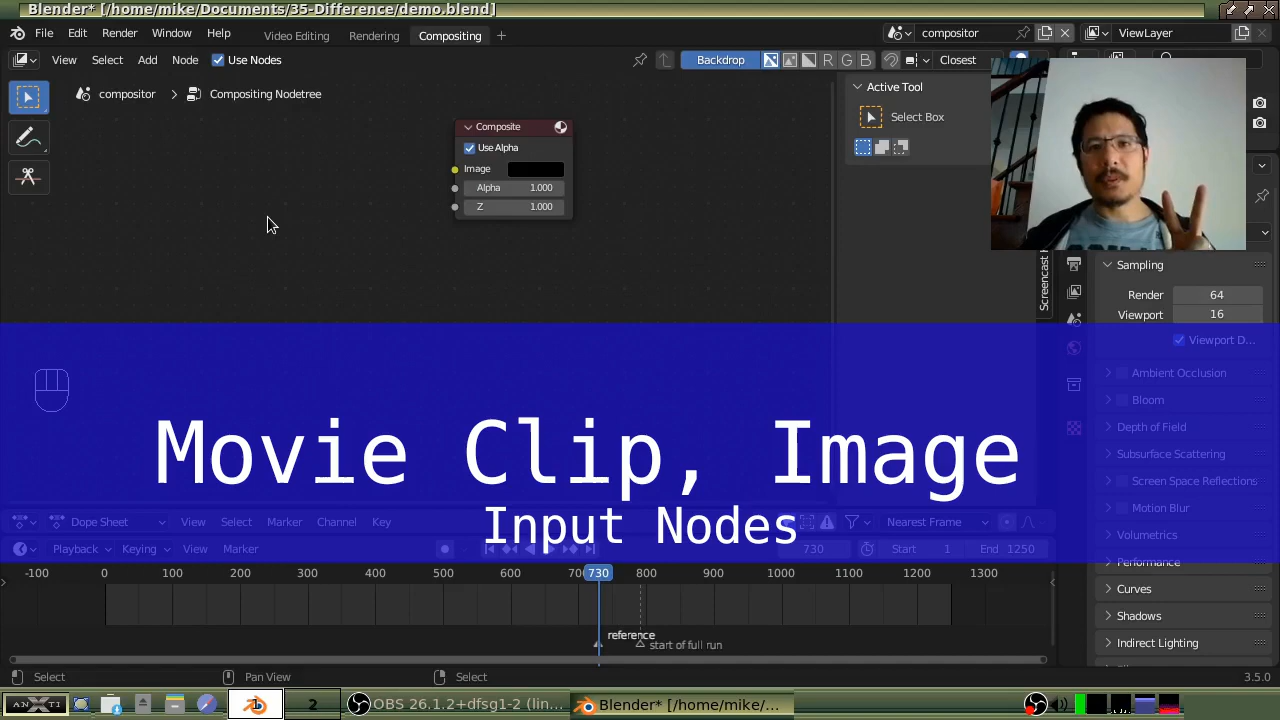 Blender* [/home/mike/Documents/35-Difference/demo.blend]
File Edit Render Window Help Video Editing Rendering Compositing + compositor ViewLayer
View Select Add Node Use Nodes Backdrop R G B Closest
compositor > Compositing Nodetree
Active Tool
Select Box
Composite
Use Alpha
Image
Alpha 1.000
Z 1.000
Screencast K
Sampling
Render 64
Viewport 16
Viewport D...
Ambient Occlusion
Bloom
Depth of Field
Subsurface Scattering
Screen Space Reflections
Motion Blur
Volumetrics
Performance
Curves
Shadows
Indirect Lighting
Movie Clip, Image
Input Nodes
Dope Sheet View Select Marker Channel Key Nearest Frame
Playback Keying View Marker 730 Start 1 End 1250
-100 0 100 200 300 400 500 600 730 800 900 1000 1100 1200 1300
reference
start of full run
Select Pan View Select 3.5.0
2 OBS 26.1.2+dfsg1-2 (lin... Blender* [/home/mike/...